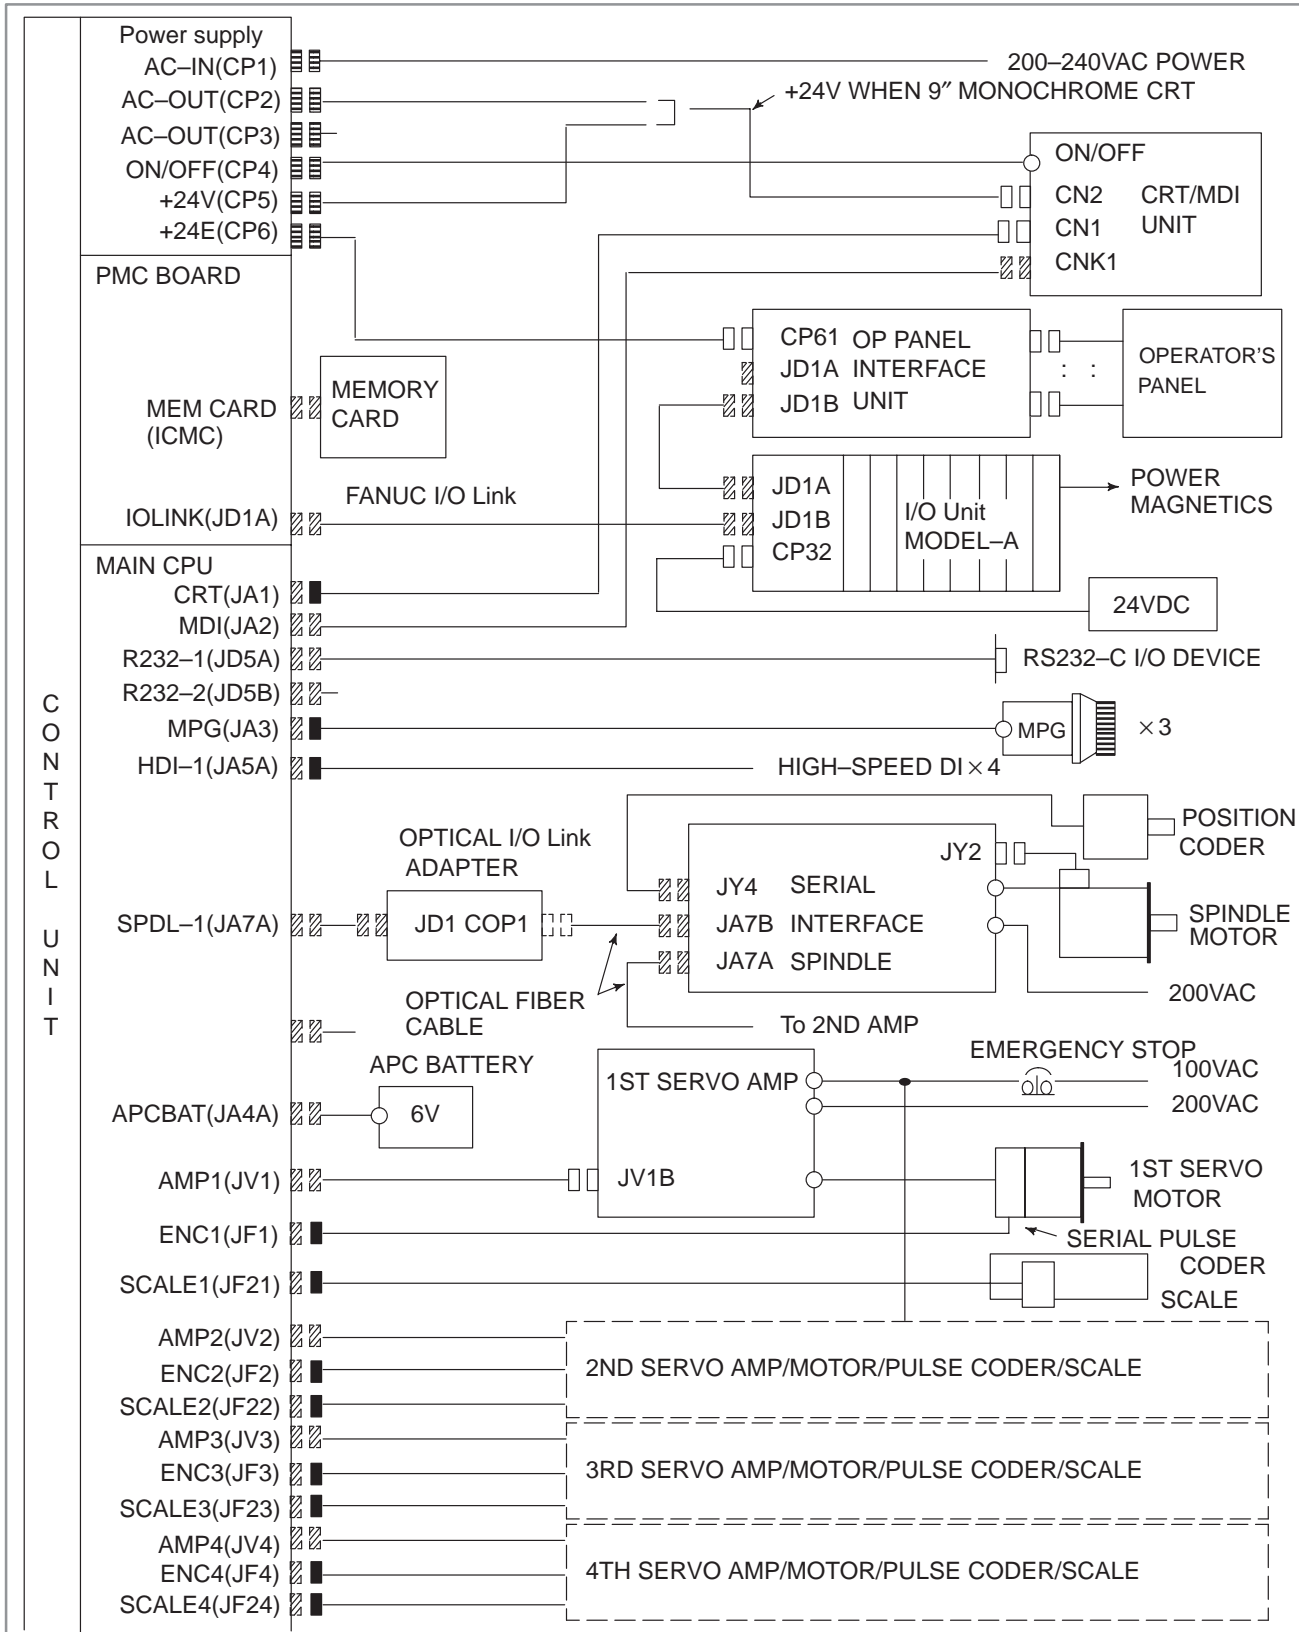 Power supply
AC–IN(CP1)
AC–OUT(CP2)
AC–OUT(CP3)
ON/OFF(CP4)
+24V(CP5)
+24E(CP6)
200–240VAC POWER
+24V WHEN 9″ MONOCHROME CRT
ON/OFF
CN2
CN1
CNK1
CRT/MDI
UNIT
PMC BOARD
MEM CARD
(ICMC)
MEMORY
CARD
CP61
JD1A
JD1B
OP PANEL
INTERFACE
UNIT
: :
OPERATOR'S
PANEL
FANUC I/O Link
IOLINK(JD1A)
JD1A
JD1B
CP32
I/O Unit
MODEL–A
POWER
MAGNETICS
24VDC
MAIN CPU
CRT(JA1)
MDI(JA2)
R232–1(JD5A)
RS232–C I/O DEVICE
R232–2(JD5B)
MPG(JA3)
MPG
×3
HDI–1(JA5A)
HIGH–SPEED DI×4
CONTROL UNIT
POSITION
CODER
OPTICAL I/O Link
ADAPTER
SPDL–1(JA7A)
JD1 COP1
JY2
JY4 SERIAL
JA7B INTERFACE
JA7A SPINDLE
SPINDLE
MOTOR
200VAC
OPTICAL FIBER
CABLE
To 2ND AMP
APC BATTERY
APCBAT(JA4A)
6V
1ST SERVO AMP
EMERGENCY STOP
100VAC
200VAC
AMP1(JV1)
JV1B
1ST SERVO
MOTOR
ENC1(JF1)
SERIAL PULSE
CODER
SCALE1(JF21)
SCALE
AMP2(JV2)
ENC2(JF2)
SCALE2(JF22)
2ND SERVO AMP/MOTOR/PULSE CODER/SCALE
AMP3(JV3)
ENC3(JF3)
SCALE3(JF23)
3RD SERVO AMP/MOTOR/PULSE CODER/SCALE
AMP4(JV4)
ENC4(JF4)
SCALE4(JF24)
4TH SERVO AMP/MOTOR/PULSE CODER/SCALE